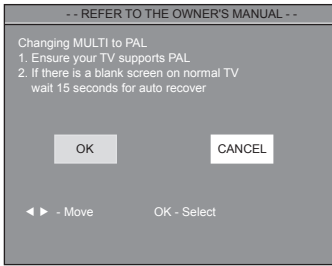 - - REFER TO THE OWNER'S MANUAL - -
Changing MULTI to PAL
1. Ensure your TV supports PAL
2. If there is a blank screen on normal TV
wait 15 seconds for auto recover
OK CANCEL
◄ ► - Move OK - Select